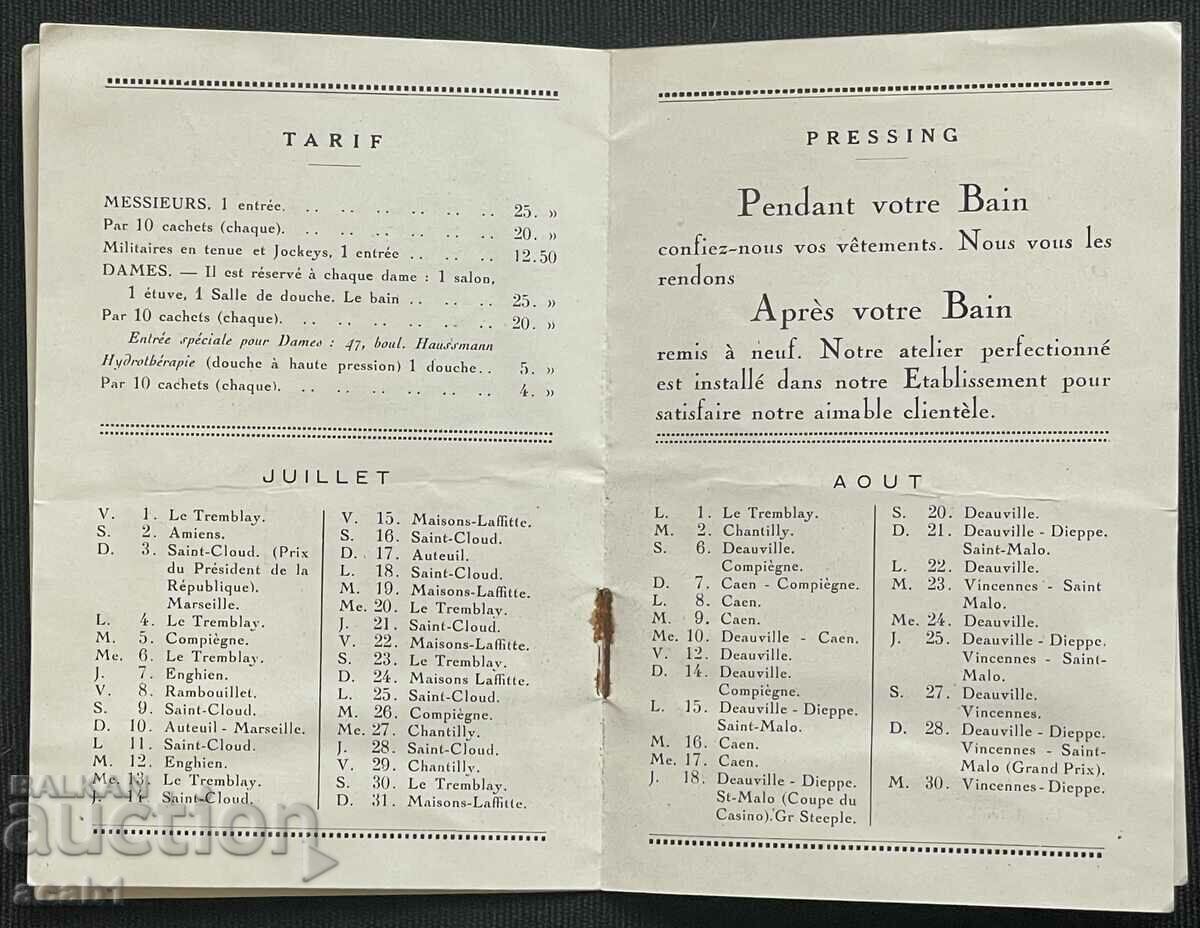 TARIF
MESSIEURS. 1 entrée. .. .. .. .. .. .. 25. »
Par 10 cachets (chaque). .. .. .. .. .. .. 20. »
Militaires en tenue et Jockeys, 1 entrée .. .. .. 12.50
DAMES. — Il est réservé à chaque dame : 1 salon,
1 étuve, 1 Salle de douche. Le bain .. .. .. 25. »
Par 10 cachets (chaque). .. .. .. .. .. .. 20. »
Entrée spéciale pour Dames : 47, boul. Haussmann
Hydrothérapie (douche à haute pression) 1 douche.. 5. »
Par 10 cachets (chaque). .. .. .. .. .. .. 4. »
JUILLET
V. 1. Le Tremblay.
S. 2. Amiens.
D. 3. Saint-Cloud. (Prix
du Président de la
République).
Marseille.
L. 4. Le Tremblay.
M. 5. Compiègne.
Me. 6. Le Tremblay.
J. 7. Enghien.
V. 8. Rambouillet.
S. 9. Saint-Cloud.
D. 10. Auteuil - Marseille.
L 11. Saint-Cloud.
M. 12. Enghien.
Me. 13. Le Tremblay.
J. 14. Saint-Cloud.
V. 15. Maisons-Laffitte.
S. 16. Saint-Cloud.
D. 17. Auteuil.
L. 18. Saint-Cloud.
M. 19. Maisons-Laffitte.
Me. 20. Le Tremblay.
J. 21. Saint-Cloud.
V. 22. Maisons-Laffitte.
S. 23. Le Tremblay.
D. 24. Maisons Laffitte.
L. 25. Saint-Cloud.
M. 26. Compiègne.
Me. 27. Chantilly.
J. 28. Saint-Cloud.
V. 29. Chantilly.
S. 30. Le Tremblay.
D. 31. Maisons-Laffitte.
PRESSING
Pendant votre Bain
confiez-nous vos vêtements. Nous vous les
rendons
Après votre Bain
remis à neuf. Notre atelier perfectionné
est installé dans notre Etablissement pour
satisfaire notre aimable clientèle.
AOUT
L. 1. Le Tremblay.
M. 2. Chantilly.
S. 6. Deauville.
Compiègne.
D. 7. Caen - Compiègne.
L. 8. Caen.
M. 9. Caen.
Me. 10. Deauville - Caen.
V. 12. Deauville.
D. 14. Deauville.
Compiègne.
L. 15. Deauville - Dieppe.
Saint-Malo.
M. 16. Caen.
Me. 17. Caen.
J. 18. Deauville - Dieppe.
St-Malo (Coupe du
Casino).Gr Steeple.
S. 20. Deauville.
D. 21. Deauville - Dieppe.
Saint-Malo.
L. 22. Deauville.
M. 23. Vincennes - Saint
Malo.
Me. 24. Deauville.
J. 25. Deauville - Dieppe.
Vincennes - Saint-
Malo.
S. 27. Deauville.
Vincennes.
D. 28. Deauville - Dieppe.
Vincennes - Saint-
Malo (Grand Prix).
M. 30. Vincennes-Dieppe.
BALKAN
auction
acab1